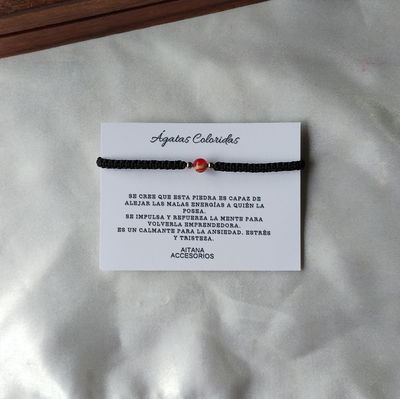 Ágatas Coloridas
SE CREE QUE ESTA PIEDRA ES CAPAZ DE
ALEJAR LAS MALAS ENERGÍAS A QUIÉN LA
POSEA.
SE IMPULSA Y REFUERZA LA MENTE PARA
VOLVERLA EMPRENDEDORA.
ES UN CALMANTE PARA LA ANSIEDAD, ESTRÉS
Y TRISTEZA.
AITANA
ACCESORIOS